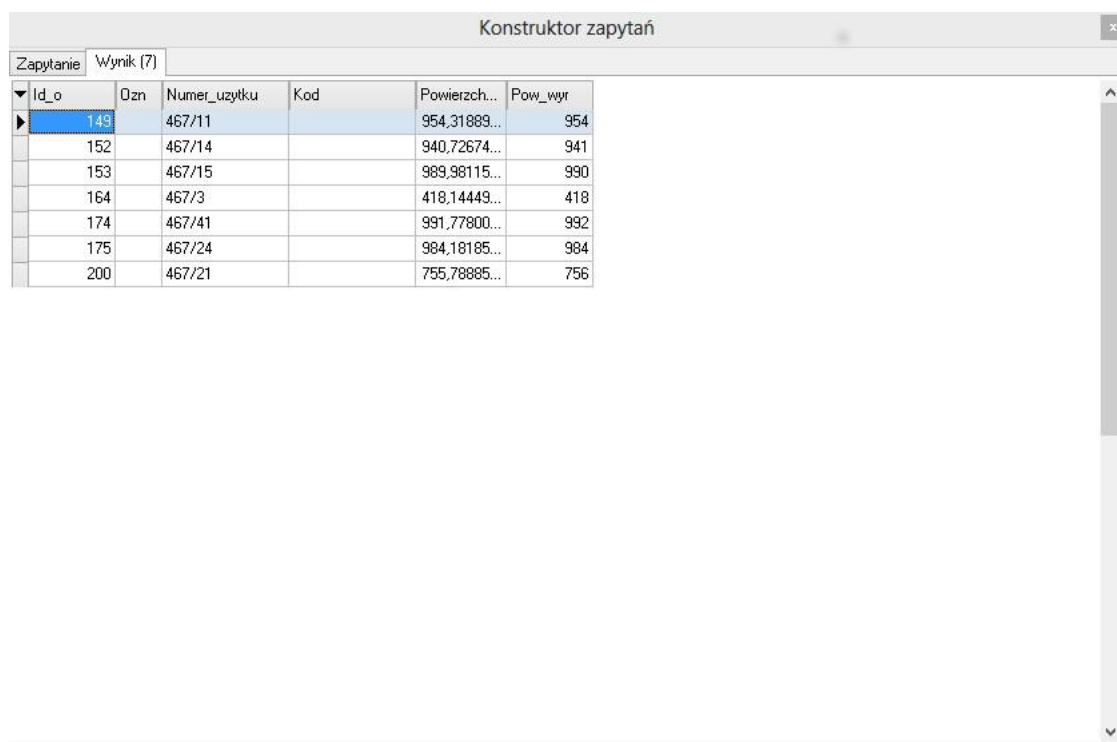 Konstruktor zapytań
x
Zapytanie Wynik (7)
Id_o Ozn Numer_uzytku Kod Powierzch... Pow_wyr
149 467/11 954,31889... 954
152 467/14 940,72674... 941
153 467/15 989,98115... 990
164 467/3 418,14449... 418
174 467/41 991,77800... 992
175 467/24 984,18185... 984
200 467/21 755,78885... 756